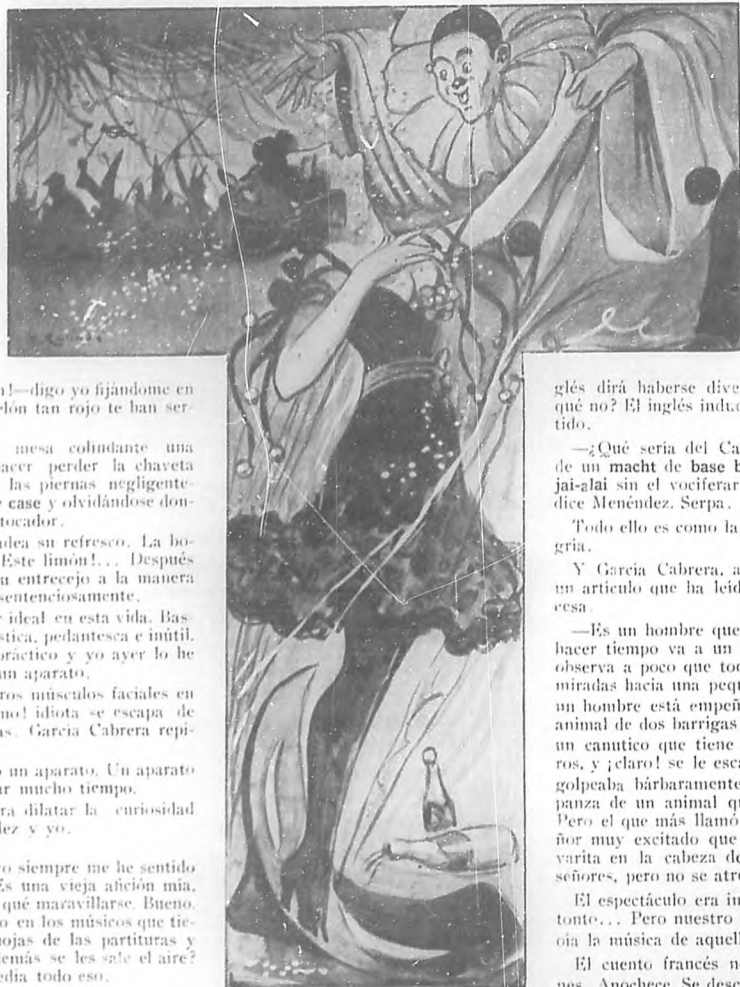 n!—digo yo fijándome en
lón tan rojo te han ser-
mesa colindante una
acer perder la chaveta
las piernas negligente-
case y olvidándose don-
tocador.
dea su refresco. La bo-
Este limón!... Después
u entrecejo a la manera
sentenciosamente.
r ideal en esta vida. Bas-
stica, pedantesca e inútil.
práctico y yo ayer lo he
un aparato.
ros músculos faciales en
mo! idiota se escapa de
as. García Cabrera repi-
o un aparato. Un aparato
ar mucho tiempo.
ra dilatar la curiosidad
dez y yo.
yo siempre me he sentido
Es una vieja afición mía.
qué maravillarse. Bueno.
o en los músicos que tie-
hojas de las partituras y
demás se les sale el aire?
edia todo eso.
glés dirá haberse dive
qué no? El inglés indu
tido.
—¿Qué sería del Ca
de un macht de base b
jai-alai sin el vociferar
dice Menéndez. Serpa.
Todo ello es como la
gria.
Y García Cabrera, a
un artículo que ha leíd
cesa
—Es un hombre que
hacer tiempo va a un
observa a poco que tod
miradas hacia una pequ
un hombre está empeñ
animal de dos barrigas
un canutico que tiene
ros, y ¡claro! se le esca
golpeaba bárbaramente
panza de un animal qu
Pero el que más llamó
ñor muy excitado que
varita en la cabeza de
señores, pero no se atre
El espectáculo era in
tonto... Pero nuestro
oia la música de aquell
El cuento francés n
nes. Anochece. Se desc